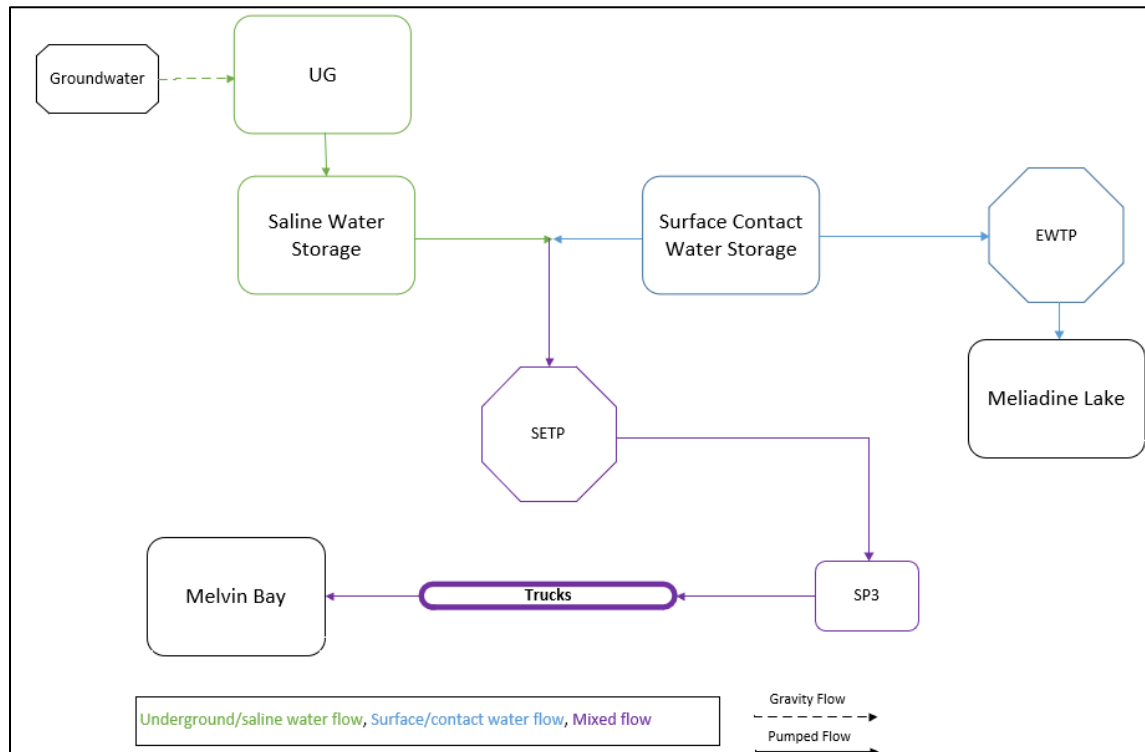 UG
Groundwater
Saline Water
Storage
Surface Contact
Water Storage
EWTP
Meliadine Lake
SETP
Melvin Bay
Trucks
SP3
Underground/saline water flow, Surface/contact water flow, Mixed flow
Gravity Flow
Pumped Flow